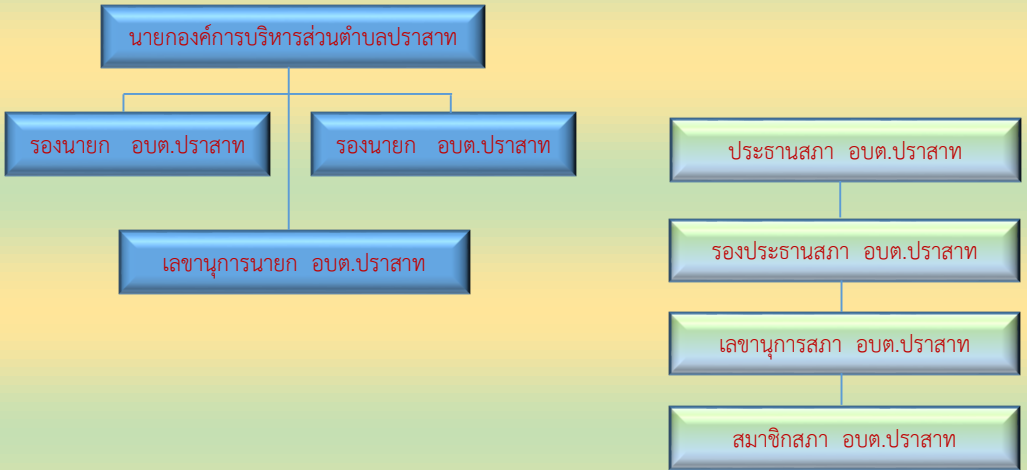 นายกองค์การบริหารส่วนตำบลปราสาท
รองนายก อบต.ปราสาท
รองนายก อบต.ปราสาท
เลขานุการนายก อบต.ปราสาท
ประธานสภา อบต.ปราสาท
รองประธานสภา อบต.ปราสาท
เลขานุการสภา อบต.ปราสาท
สมาชิกสภา อบต.ปราสาท